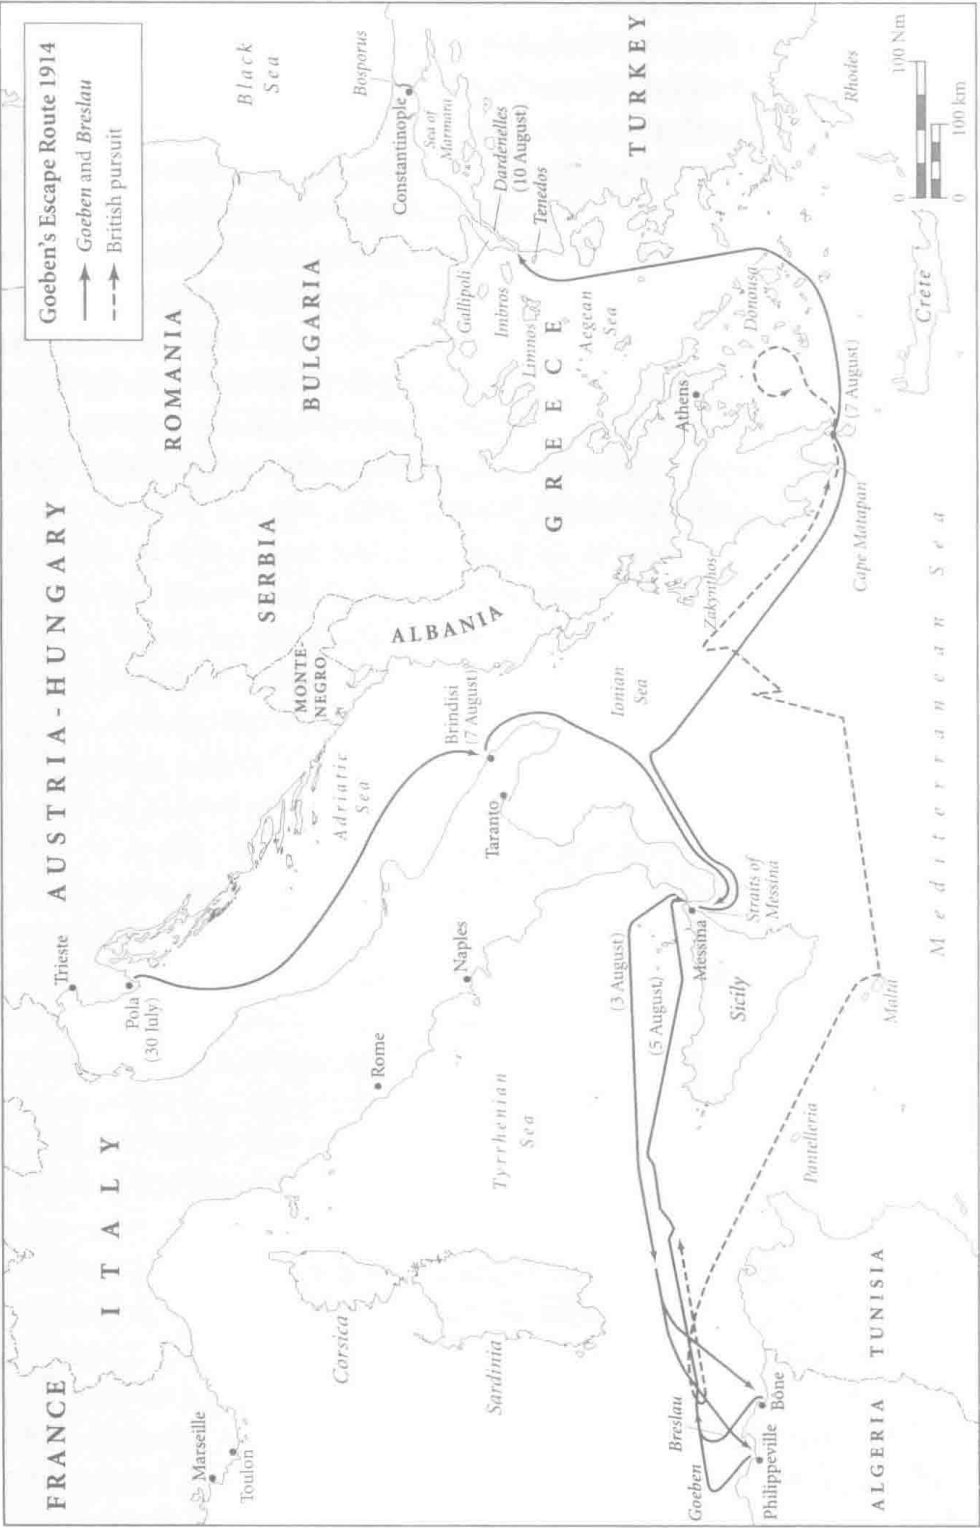 Goeben's Escape Route 1914
Goeben and Breslau
British pursuit
FRANCE
Marseille
Toulon
ITALY
Corsica
Sardinia
Rome
Naples
Tyrrhenian
Sea
Trieste
Pola
(30 July)
AUSTRIA-HUNGARY
Adriatic
Sea
MONTE-
NEGRO
SERBIA
ROMANIA
BULGARIA
ALBANIA
Brindisi
(7 August)
Taranto
Black
Sea
Bosporus
Constantinople
Sea of
Marmara
Dardenelles
(10 August)
Tenedos
Gallipoli
Imbros
Limnos
GREECE
Aegean
Sea
TURKEY
Athens
Donousa
Rhodes
Crete
(7 August)
Cape Matapan
Zakynthos
Ionian
Sea
(3 August)
(5 August)
Messina
Straits of
Messina
Sicily
Malta
Pantelleria
Mediterranean Sea
Goeben
Breslau
Philippeville
Bône
ALGERIA
TUNISIA
0 100 Nm
0 100 km